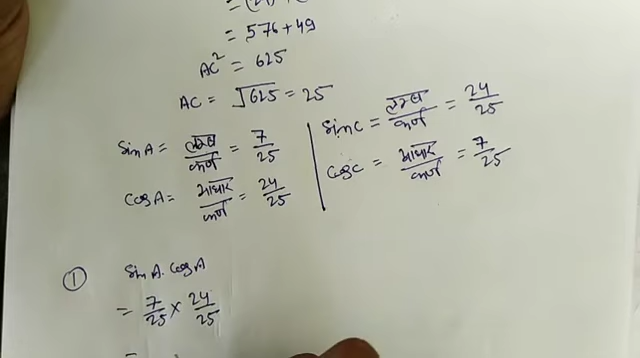 = 576 + 49
AC² = 625
AC = √625 = 25
Sin A = लम्ब/कर्ण = 7/25
Cos A = आधार/कर्ण = 24/25
Sin C = लम्ब/कर्ण = 24/25
Cos C = आधार/कर्ण = 7/25
① Sin A. Cos A
= 7/25 × 24/25
=